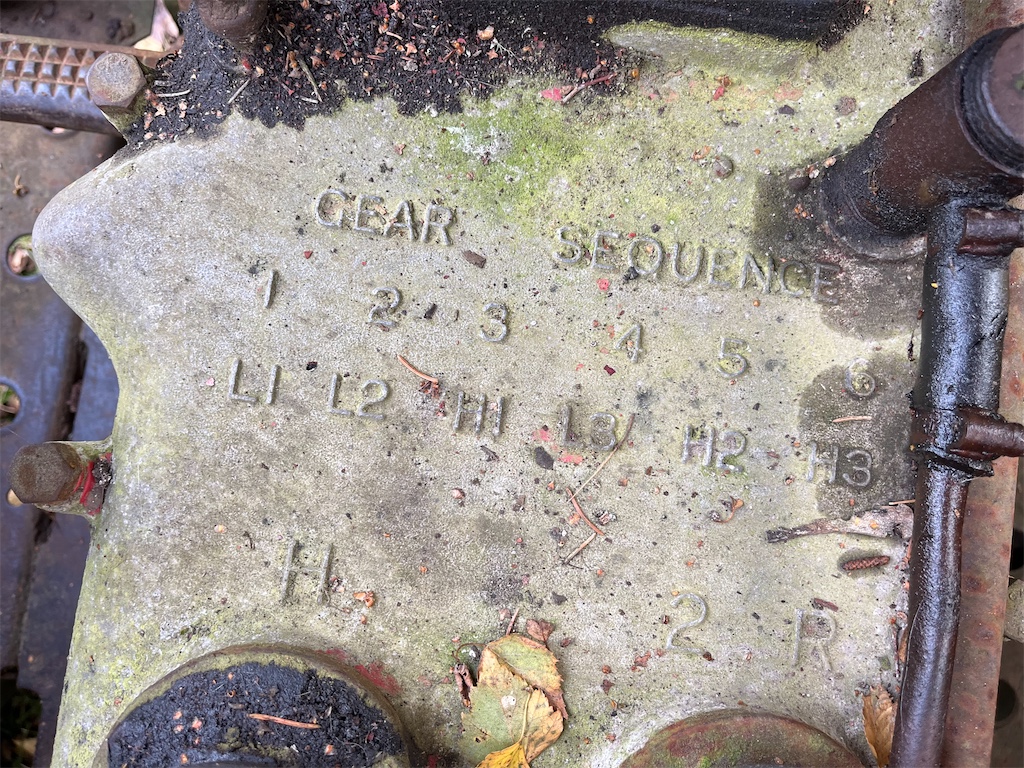 GEAR SEQUENCE
1 2 3 4 5 6
L1 L2 H1 L3 H2 H3
H 2 R